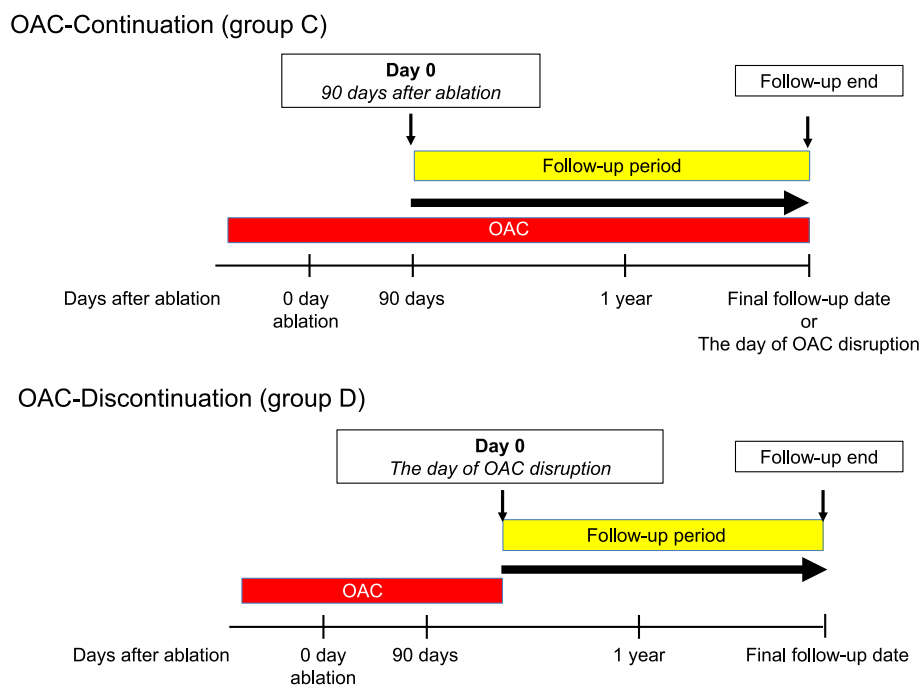 OAC-Continuation (group C)
Day 0
90 days after ablation
Follow-up end
Follow-up period
OAC
Days after ablation
0 day
ablation
90 days
1 year
Final follow-up date
or
The day of OAC disruption
OAC-Discontinuation (group D)
Day 0
The day of OAC disruption
Follow-up end
Follow-up period
OAC
Days after ablation
0 day
ablation
90 days
1 year
Final follow-up date